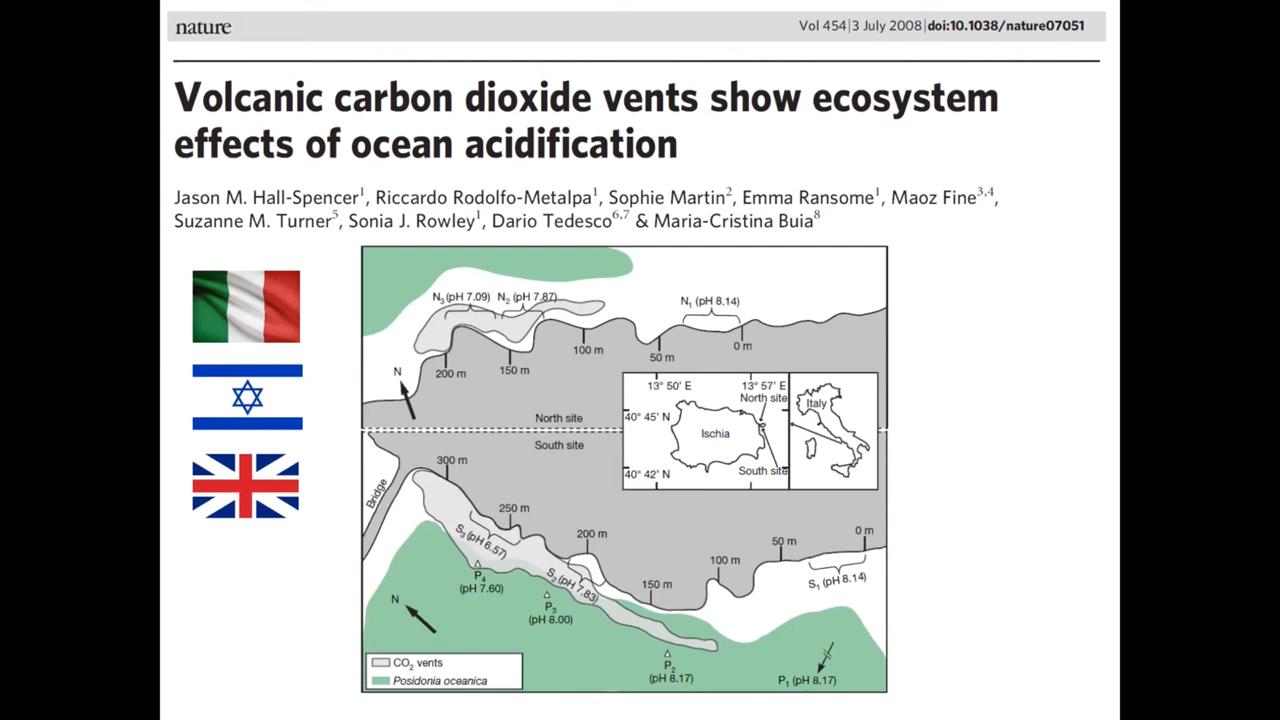 nature
Vol 454|3 July 2008|doi:10.1038/nature07051
Volcanic carbon dioxide vents show ecosystem
effects of ocean acidification
Jason M. Hall-Spencer1, Riccardo Rodolfo-Metalpa1, Sophie Martin2, Emma Ransome1, Maoz Fine3,4,
Suzanne M. Turner5, Sonia J. Rowley1, Dario Tedesco6,7 & Maria-Cristina Buia8
N3 (pH 7.09)
N2 (pH 7.87)
N1 (pH 8.14)
200 m
150 m
100 m
50 m
0 m
N
North site
South site
13° 50' E
13° 57' E
North site
40° 45' N
Ischia
40° 42' N
South site
Italy
Bridge
300 m
250 m
200 m
150 m
100 m
50 m
0 m
S3 (pH 6.57)
S2 (pH 7.83)
S1 (pH 8.14)
P4
(pH 7.60)
P3
(pH 8.00)
P2
(pH 8.17)
P1 (pH 8.17)
N
CO2 vents
Posidonia oceanica